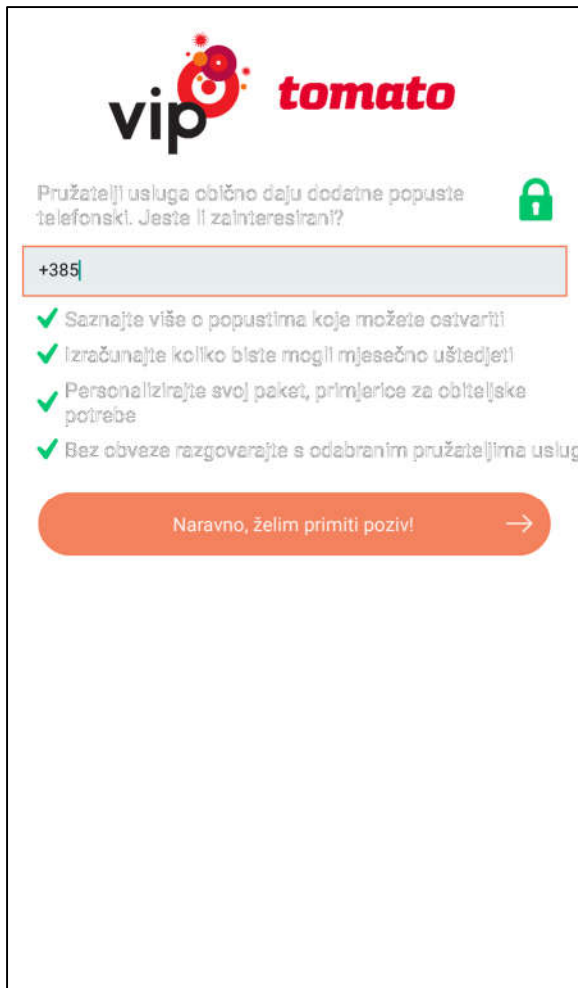 vip tomato
Pružatelji usluga obično daju dodatne popuste
telefonski. Jeste li zainteresirani?
+385
Saznajte više o popustima koje možete ostvariti
Izračunajte koliko biste mogli mjesečno uštedjeti
Personalizirajte svoj paket, primjerice za obiteljske
potrebe
Bez obveze razgovarajte s odabranim pružateljima uslug
Naravno, želim primiti poziv!